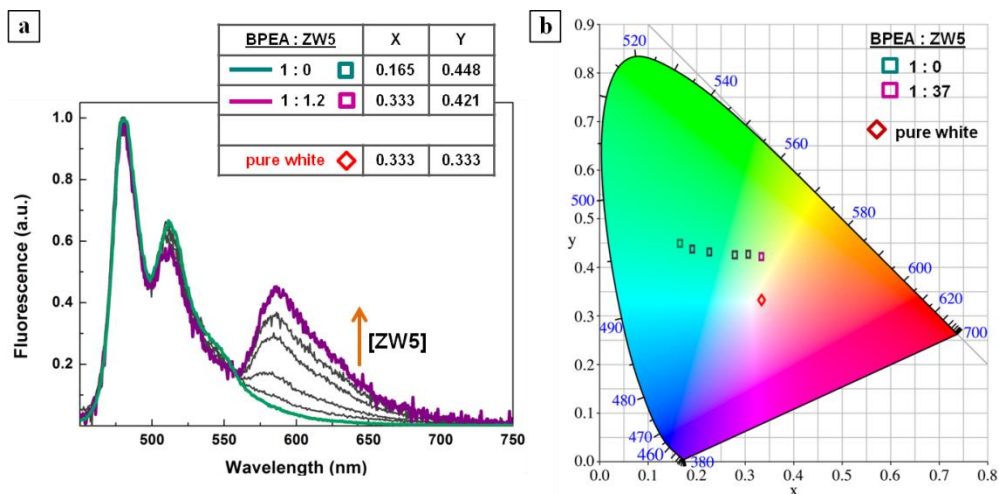 a
BPEA : ZW5 X Y
1 : 0 0.165 0.448
1 : 1.2 0.333 0.421
pure white 0.333 0.333
Fluorescence (a.u.)
1.0
0.8
0.6
0.4
0.2
[ZW5]
500 550 600 650 700 750
Wavelength (nm)
b
BPEA : ZW5
1 : 0
1 : 37
pure white
0.9
0.8
0.7
0.6
0.5
y
0.4
0.3
0.2
0.1
0.0
0.0 0.1 0.2 0.3 0.4 0.5 0.6 0.7 0.8
x
520
540
560
500
580
600
620
490
700
480
470
460
380